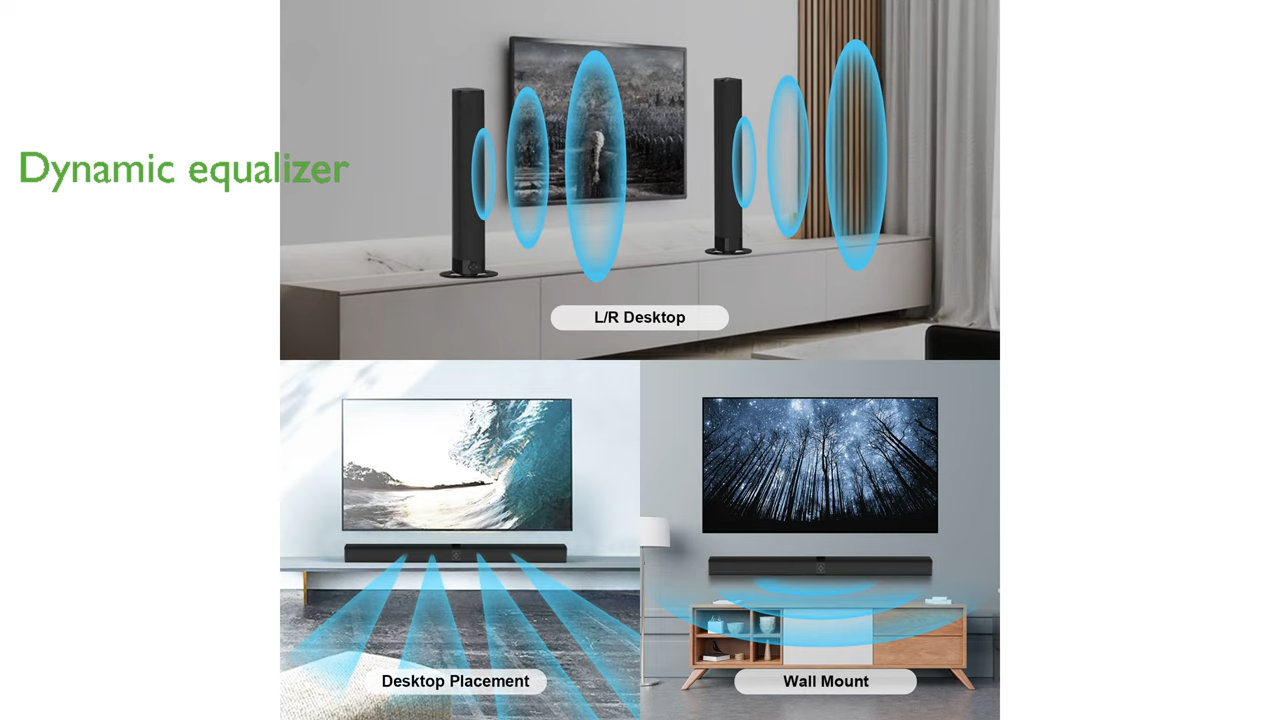 Dynamic equalizer
L/R Desktop
Desktop Placement
Wall Mount